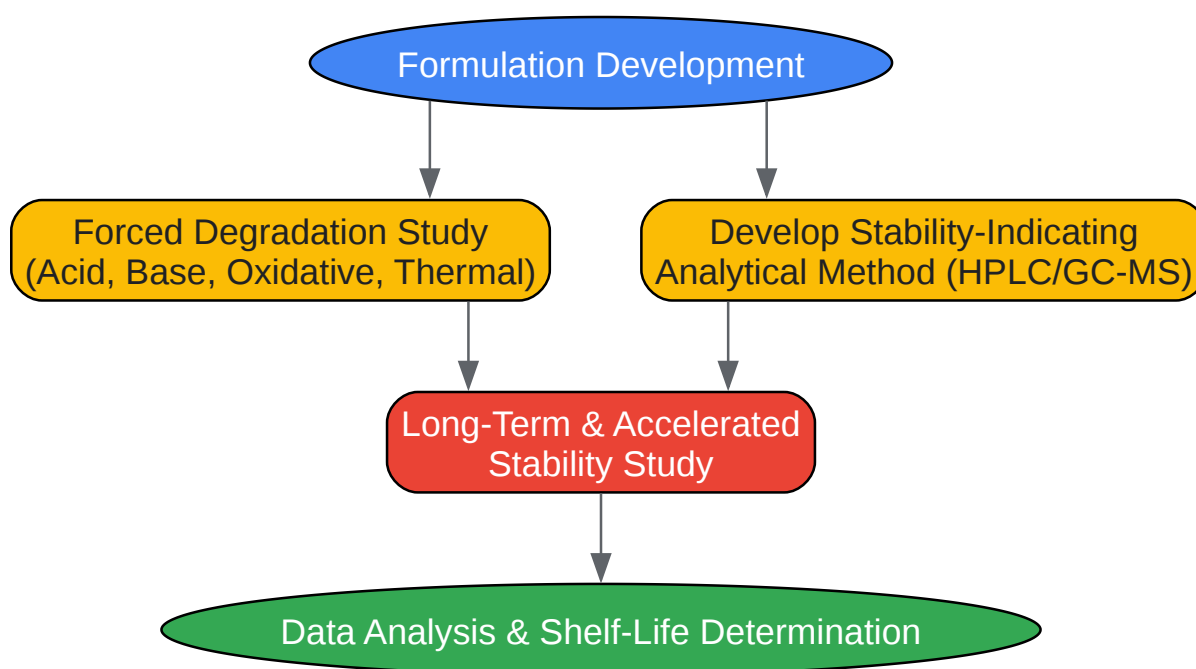 Formulation Development
Forced Degradation Study
(Acid, Base, Oxidative, Thermal)
Develop Stability-Indicating
Analytical Method (HPLC/GC-MS)
Long-Term & Accelerated
Stability Study
Data Analysis & Shelf-Life Determination